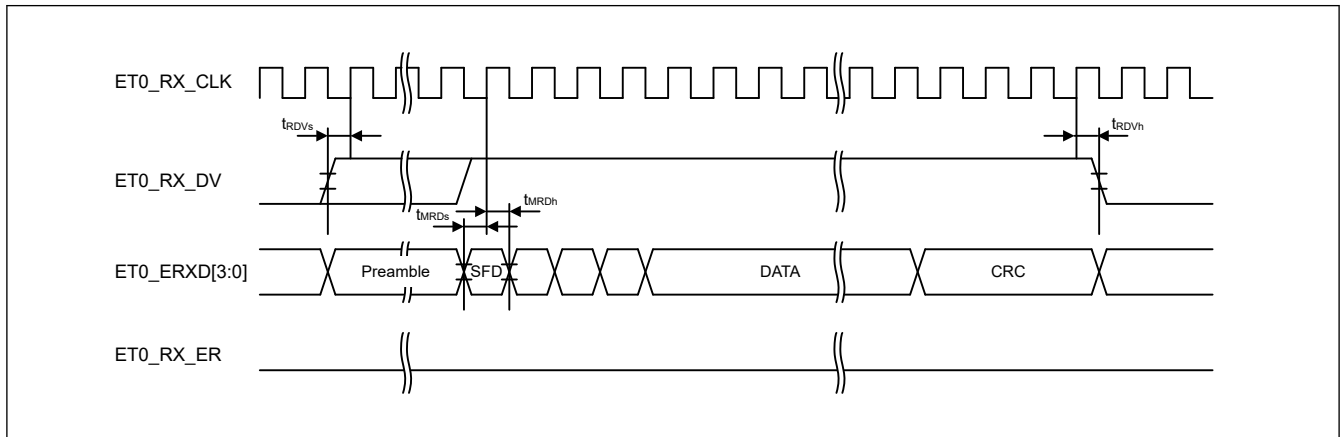 ET0_RX_CLK
tRDVs
tRDVh
ET0_RX_DV
tMRDs
tMRDh
ET0_ERXD[3:0]
Preamble
SFD
DATA
CRC
ET0_RX_ER